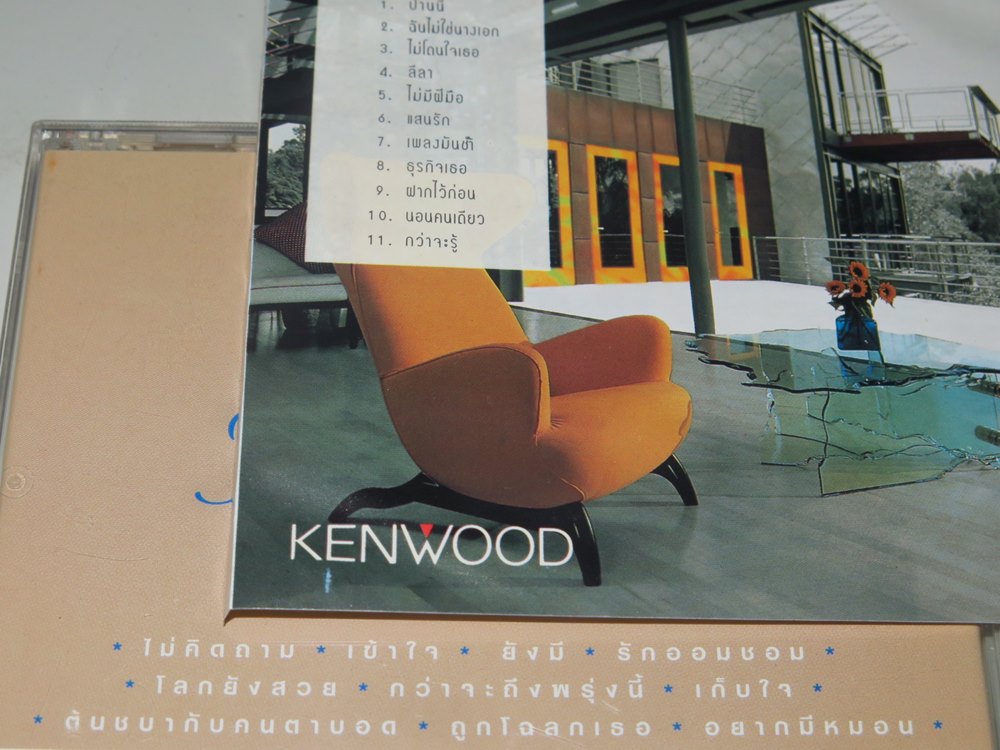 1. ป่านนี้
2. ฉันไม่ใช่นางเอก
3. ไม่โดนใจเธอ
4. ลีลา
5. ไม่มีฝีมือ
6. แสนรัก
7. เพลงมันช้ำ
8. ธุรกิจเธอ
9. ฝากไว้ก่อน
10. นอนคนเดียว
11. กว่าจะรู้
KENWOOD
* ไม่คิดถาม * เข้าใจ * ยังมี * รักออมชอม *
* โลกยังสวย * กว่าจะถึงพรุ่งนี้ * เก็บใจ *
* ต้นชบากับคนตาบอด * ถูกโฉลกเธอ * อยากมีหมอน *